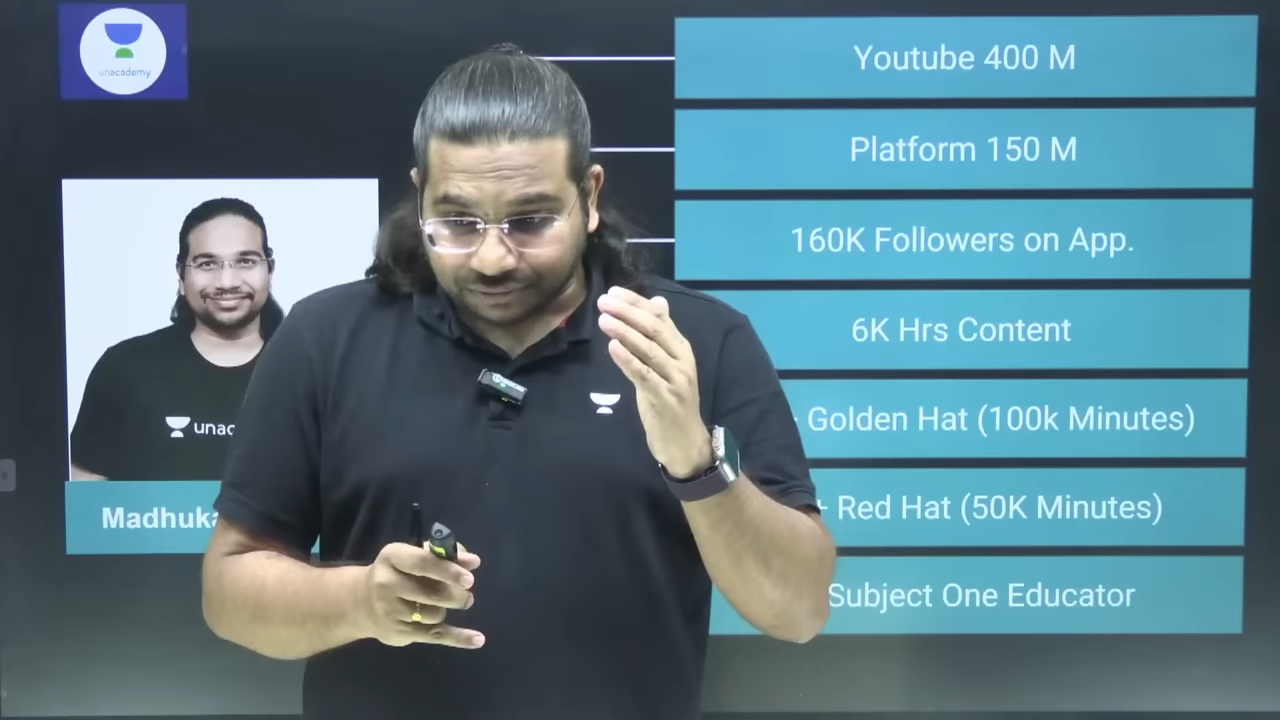 unacademy
Youtube 400 M
Platform 150 M
160K Followers on App.
6K Hrs Content
Golden Hat (100k Minutes)
+ Red Hat (50K Minutes)
Subject One Educator
unac
Madhuka